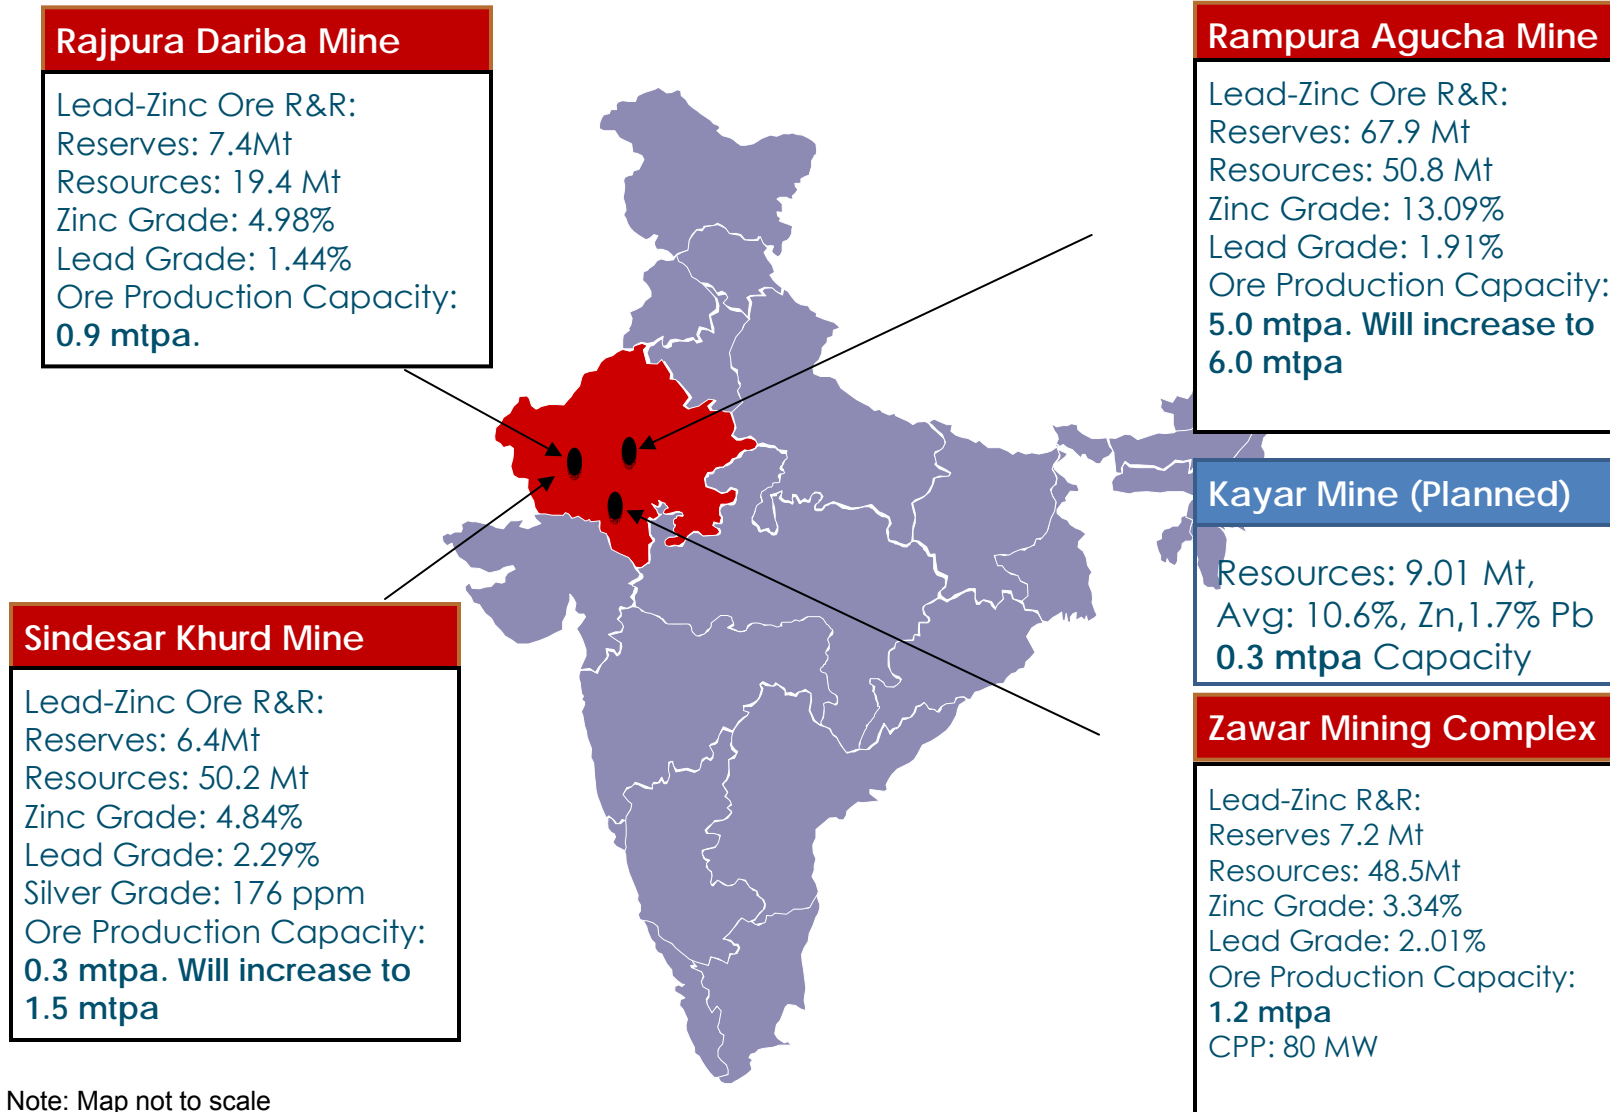 Rajpura Dariba Mine
Lead-Zinc Ore R&R:
Reserves: 7.4Mt
Resources: 19.4 Mt
Zinc Grade: 4.98%
Lead Grade: 1.44%
Ore Production Capacity:
0.9 mtpa.
Rampura Agucha Mine
Lead-Zinc Ore R&R:
Reserves: 67.9 Mt
Resources: 50.8 Mt
Zinc Grade: 13.09%
Lead Grade: 1.91%
Ore Production Capacity:
5.0 mtpa. Will increase to
6.0 mtpa
Kayar Mine (Planned)
Resources: 9.01 Mt,
Avg: 10.6%, Zn,1.7% Pb
0.3 mtpa Capacity
Sindesar Khurd Mine
Lead-Zinc Ore R&R:
Reserves: 6.4Mt
Resources: 50.2 Mt
Zinc Grade: 4.84%
Lead Grade: 2.29%
Silver Grade: 176 ppm
Ore Production Capacity:
0.3 mtpa. Will increase to
1.5 mtpa
Zawar Mining Complex
Lead-Zinc R&R:
Reserves 7.2 Mt
Resources: 48.5Mt
Zinc Grade: 3.34%
Lead Grade: 2..01%
Ore Production Capacity:
1.2 mtpa
CPP: 80 MW
Note: Map not to scale